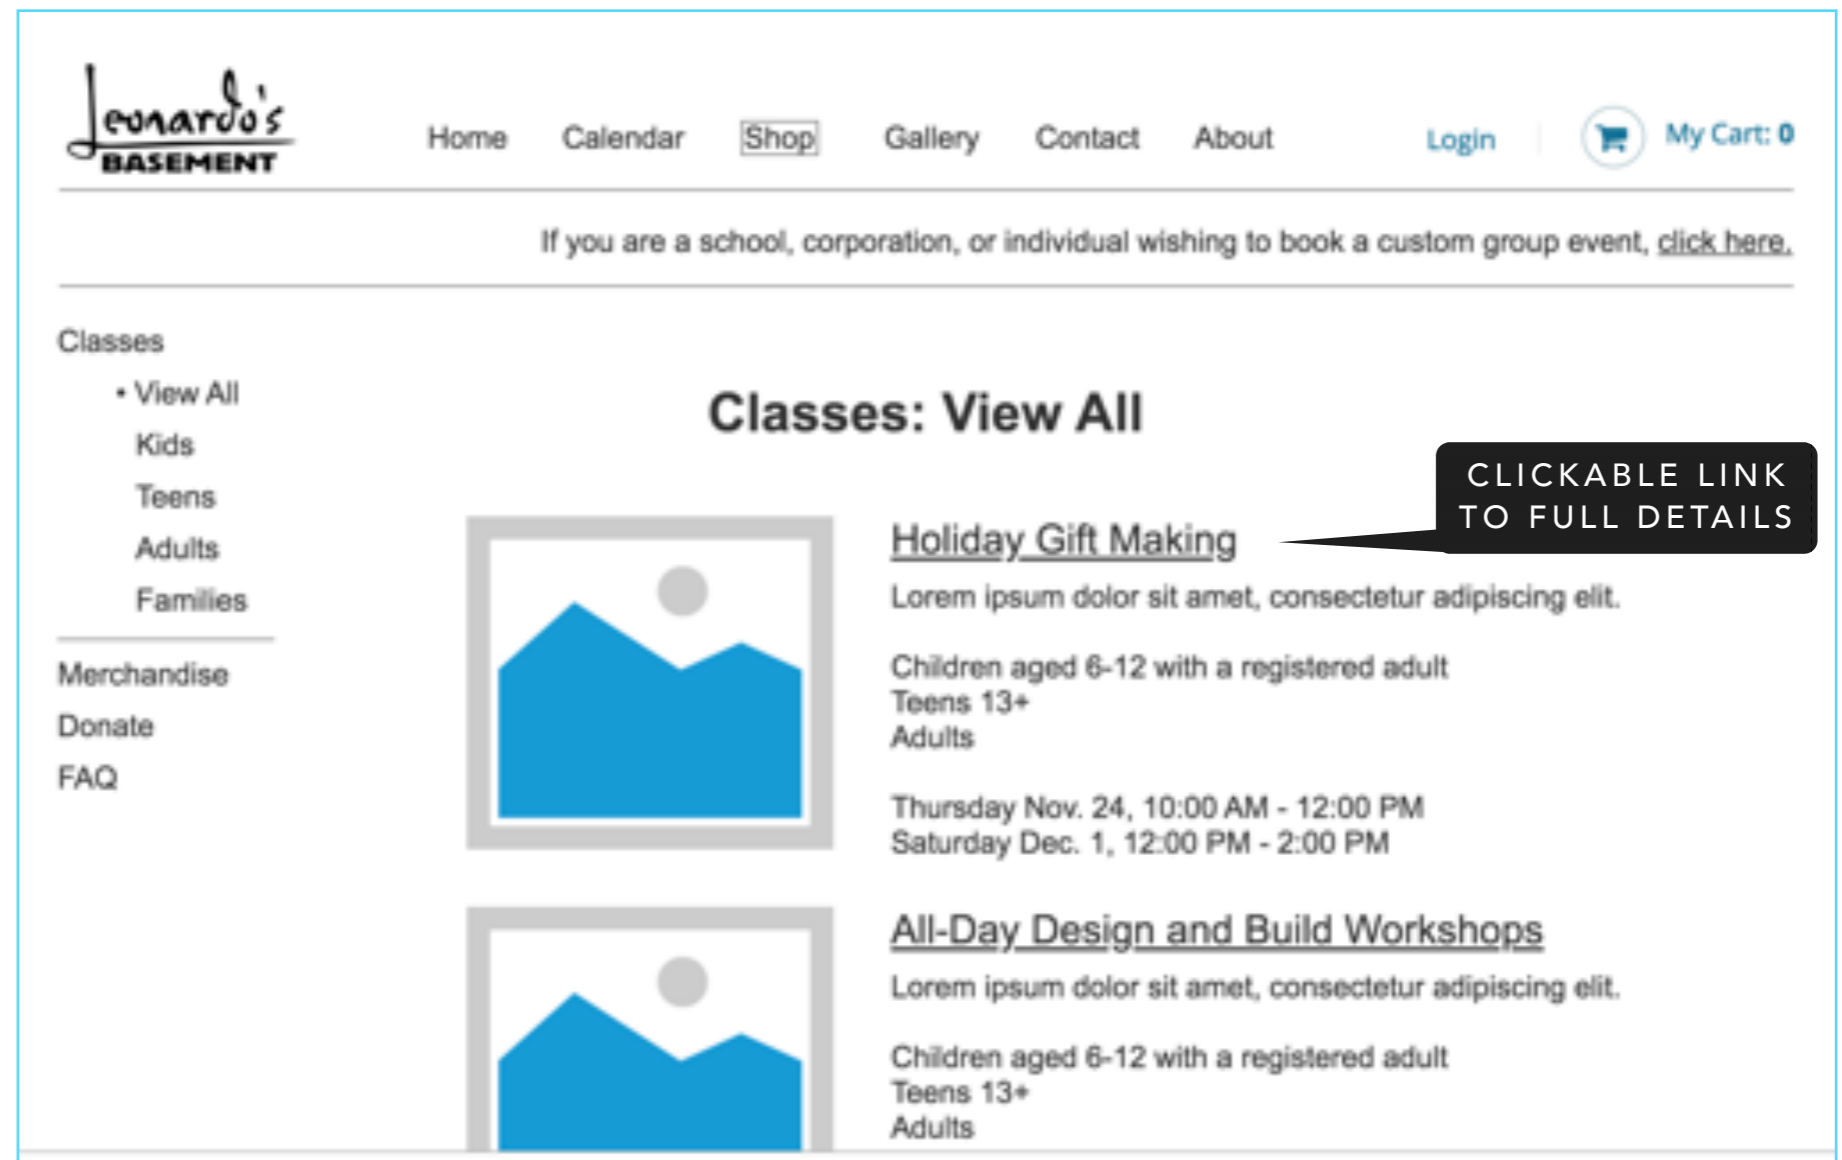 Leonardo's
BASEMENT
Home Calendar Shop Gallery Contact About Login My Cart: 0
If you are a school, corporation, or individual wishing to book a custom group event, click here.
Classes
• View All
Kids
Teens
Adults
Families
Merchandise
Donate
FAQ
Classes: View All
CLICKABLE LINK
TO FULL DETAILS
Holiday Gift Making
Lorem ipsum dolor sit amet, consectetur adipiscing elit.
Children aged 6-12 with a registered adult
Teens 13+
Adults
Thursday Nov. 24, 10:00 AM - 12:00 PM
Saturday Dec. 1, 12:00 PM - 2:00 PM
All-Day Design and Build Workshops
Lorem ipsum dolor sit amet, consectetur adipiscing elit.
Children aged 6-12 with a registered adult
Teens 13+
Adults